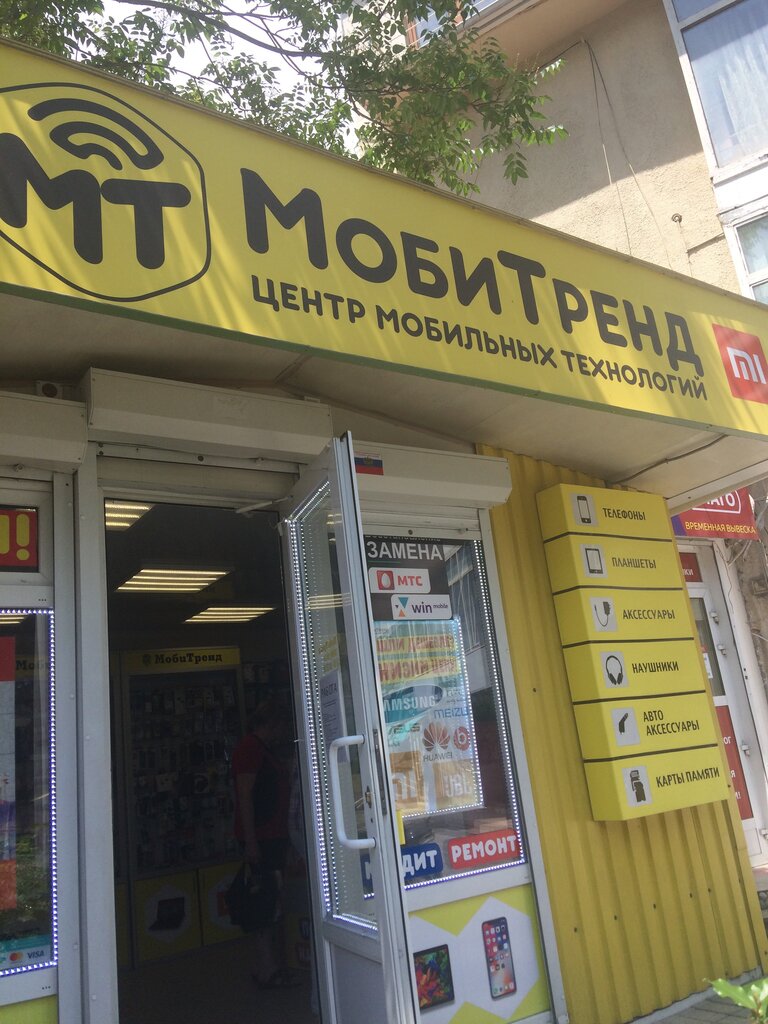 МТ
МОБИТРЕНД
ЦЕНТР МОБИЛЬНЫХ ТЕХНОЛОГИЙ
mi
ВРЕМЕННАЯ ВЫВЕСКА
ТЕЛЕФОНЫ
ПЛАНШЕТЫ
АКСЕССУАРЫ
НАУШНИКИ
АВТО
АКСЕССУАРЫ
КАРТЫ ПАМЯТИ
ЗАМЕНА
МТС
win mobile
SAMSUNG
MEIZU
HUAWEI
МОБИТРЕНД
РЕМОНТ
VISA